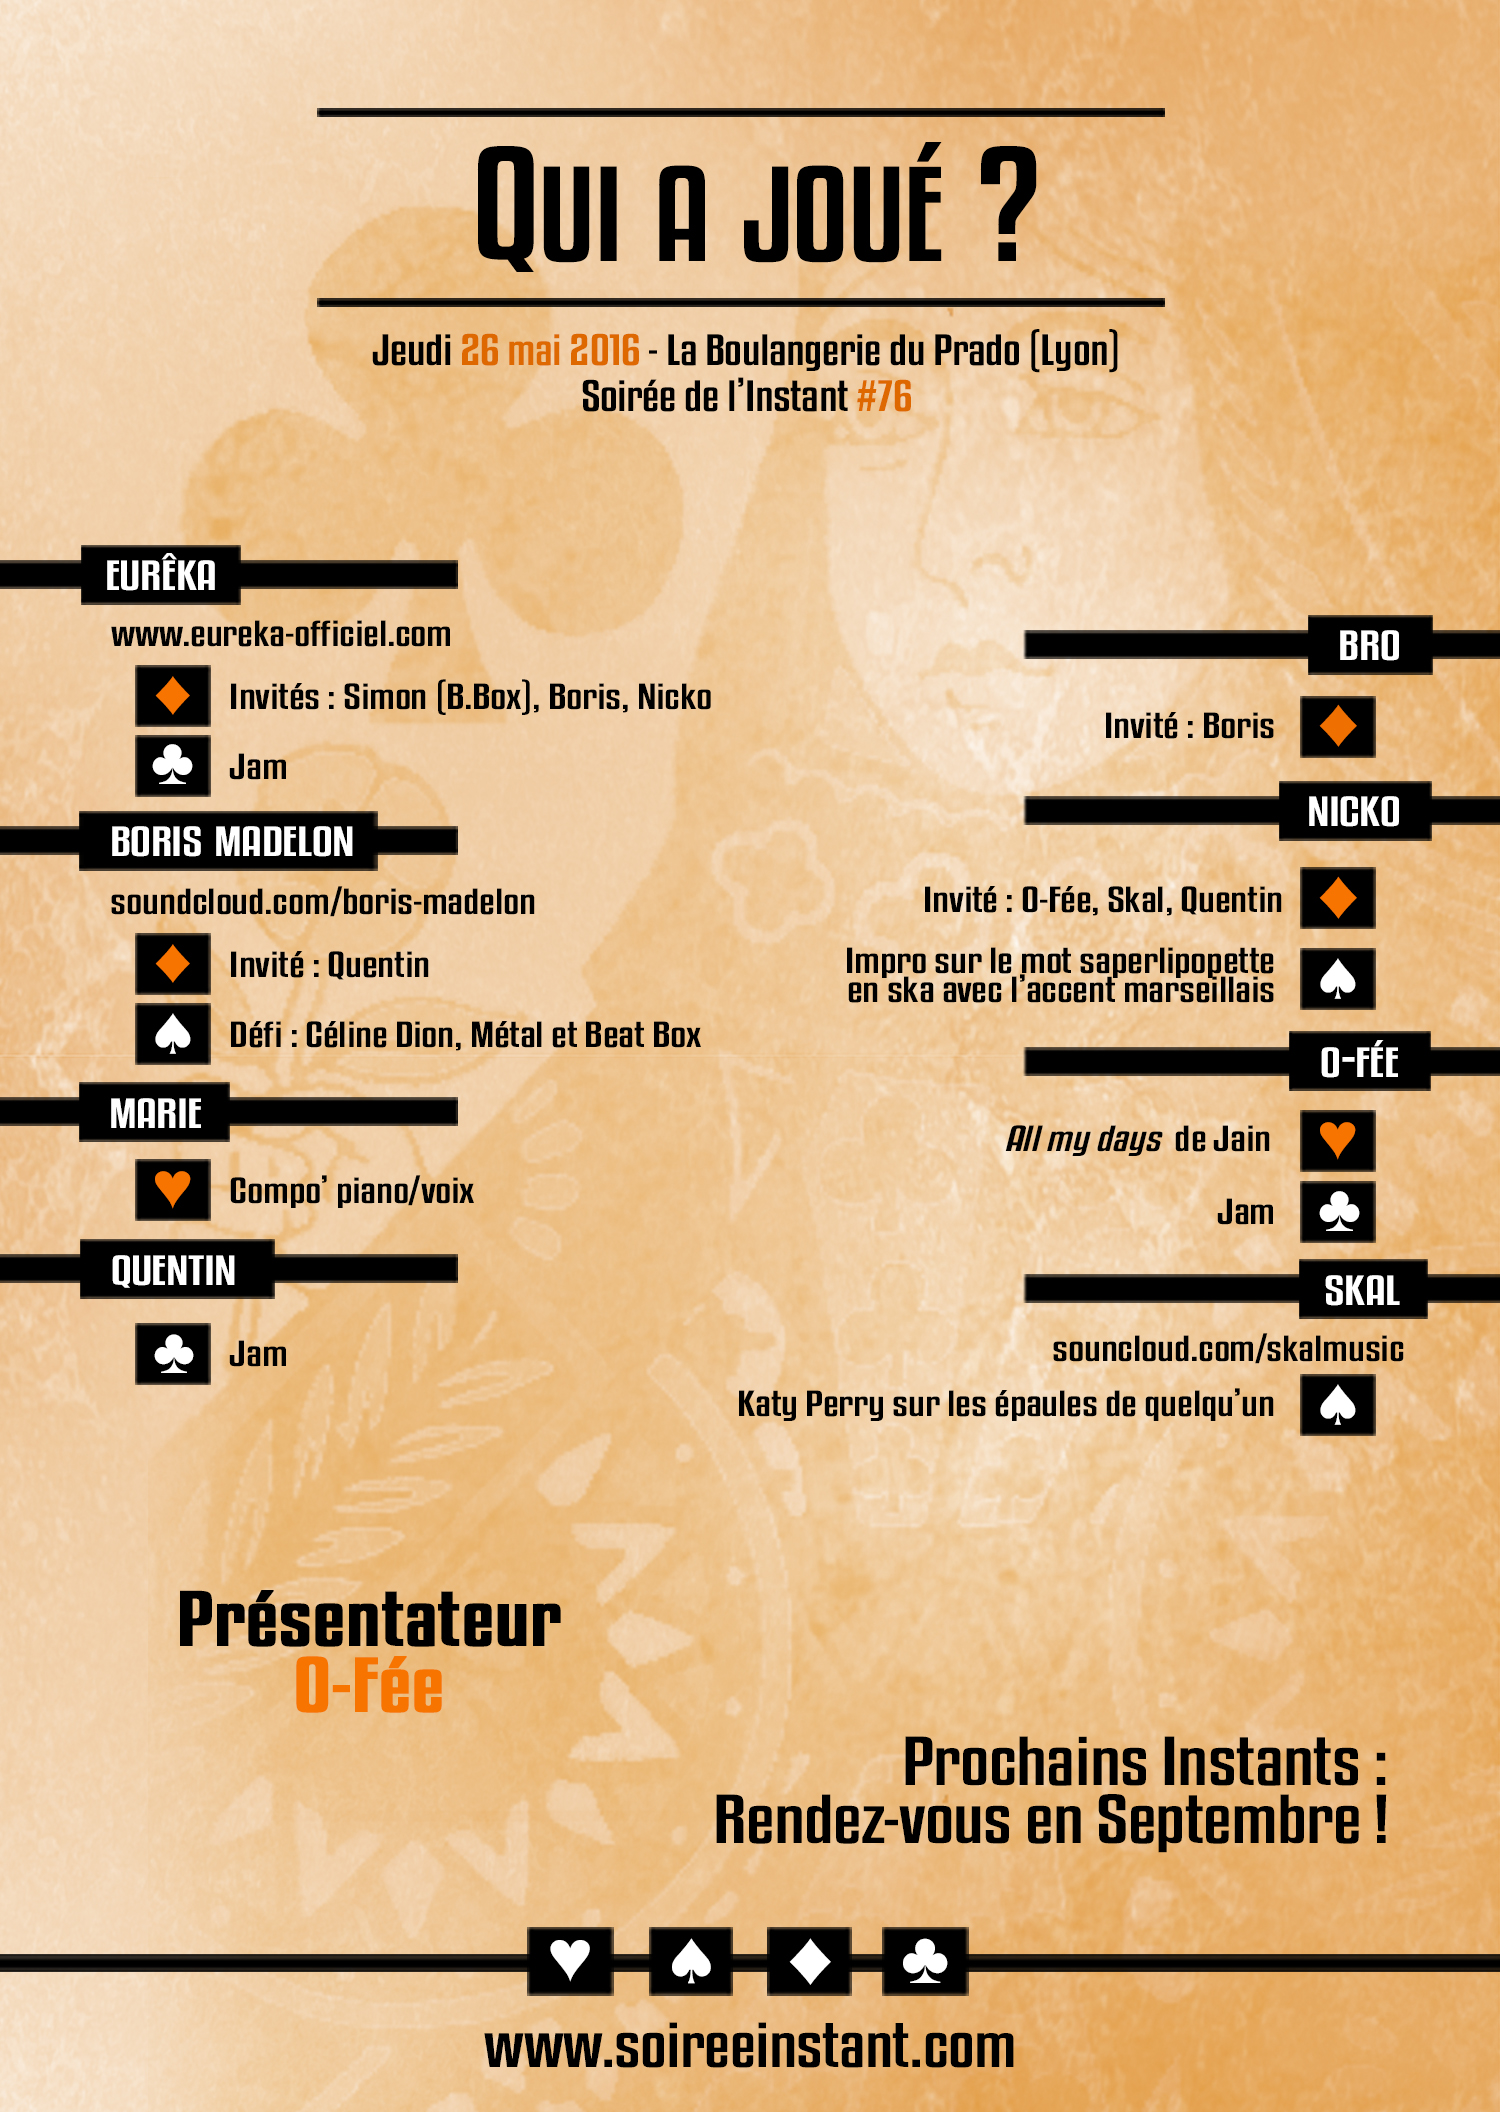 Qui a joué ?
Jeudi 26 mai 2016 - La Boulangerie du Prado (Lyon)
Soirée de l'Instant #76
EURÊKA
www.eureka-officiel.com
Invités : Simon (B.Box), Boris, Nicko
Jam
BORIS MADELON
soundcloud.com/boris-madelon
Invité : Quentin
Défi : Céline Dion, Métal et Beat Box
MARIE
Compo' piano/voix
QUENTIN
Jam
BRO
Invité : Boris
NICKO
Invité : O-Fée, Skal, Quentin
Impro sur le mot saperlipopette
en ska avec l'accent marseillais
O-FÉE
All my days de Jain
Jam
SKAL
souncloud.com/skalmusic
Katy Perry sur les épaules de quelqu'un
Présentateur
O-Fée
Prochains Instants :
Rendez-vous en Septembre !
www.soireeinstant.com